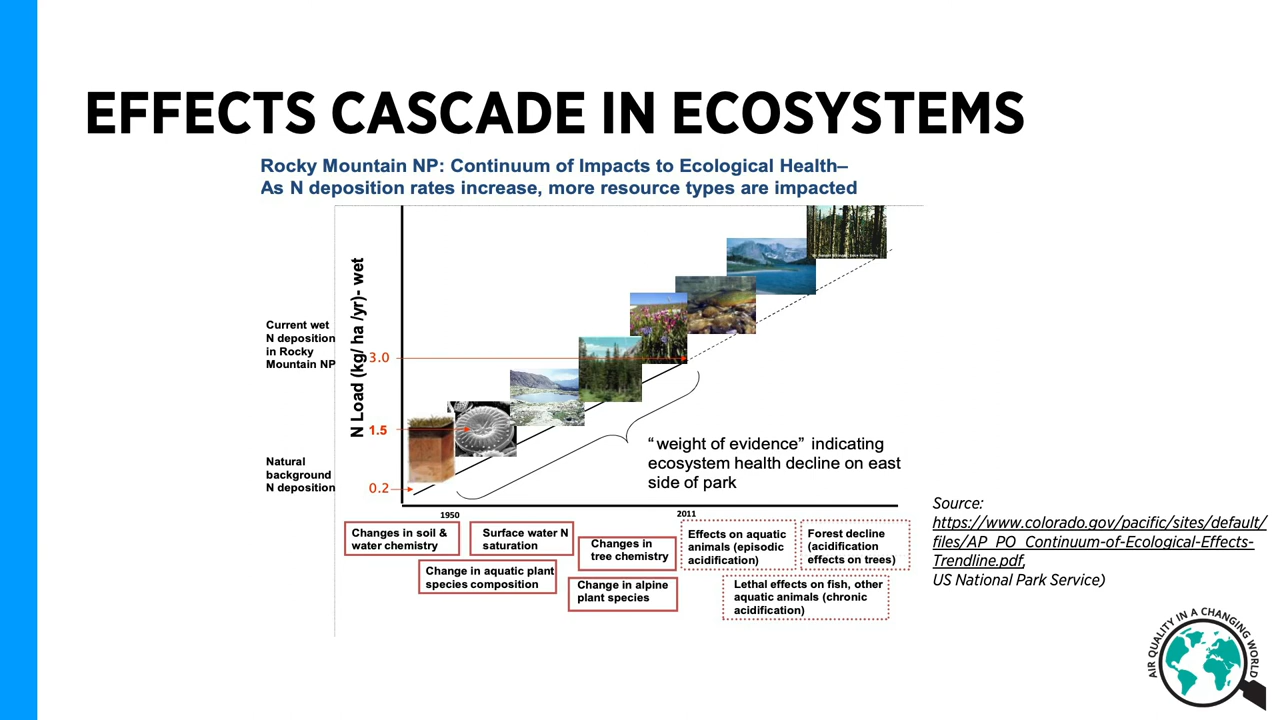 EFFECTS CASCADE IN ECOSYSTEMS
Rocky Mountain NP: Continuum of Impacts to Ecological Health–
As N deposition rates increase, more resource types are impacted
N Load (kg/ ha /yr)- wet
Current wet
N deposition
in Rocky
Mountain NP
3.0
1.5
Natural
background
N deposition
0.2
“weight of evidence” indicating
ecosystem health decline on east
side of park
1950
2011
Changes in soil &
water chemistry
Surface water N
saturation
Changes in
tree chemistry
Effects on aquatic
animals (episodic
acidification)
Forest decline
(acidification
effects on trees)
Change in aquatic plant
species composition
Change in alpine
plant species
Lethal effects on fish, other
aquatic animals (chronic
acidification)
Source:
https://www.colorado.gov/pacific/sites/default/
files/AP_PO_Continuum-of-Ecological-Effects-
Trendline.pdf,
US National Park Service)
AIR QUALITY IN A CHANGING WORLD